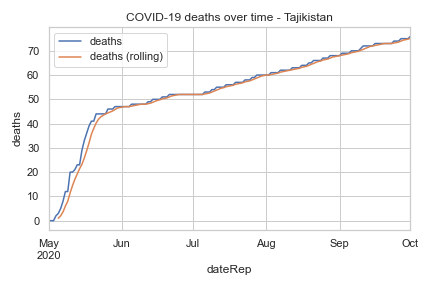 COVID-19 deaths over time - Tajikistan
deaths
deaths (rolling)
deaths
70
60
50
40
30
20
10
0
May Jun Jul Aug Sep Oct
2020
dateRep